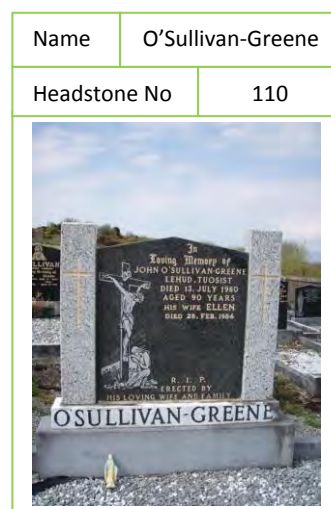 Name O'Sullivan-Greene
Headstone No 110
In
Loving Memory of
JOHN O'SULLIVAN-GREENE
LEHUD, TUOSIST
DIED 13. JULY 1980
AGED 90 YEARS
HIS WIFE ELLEN
DIED 28. FEB. 1984
R. I. P.
ERECTED BY
HIS LOVING WIFE AND FAMILY
OSULLIVAN-GREENE